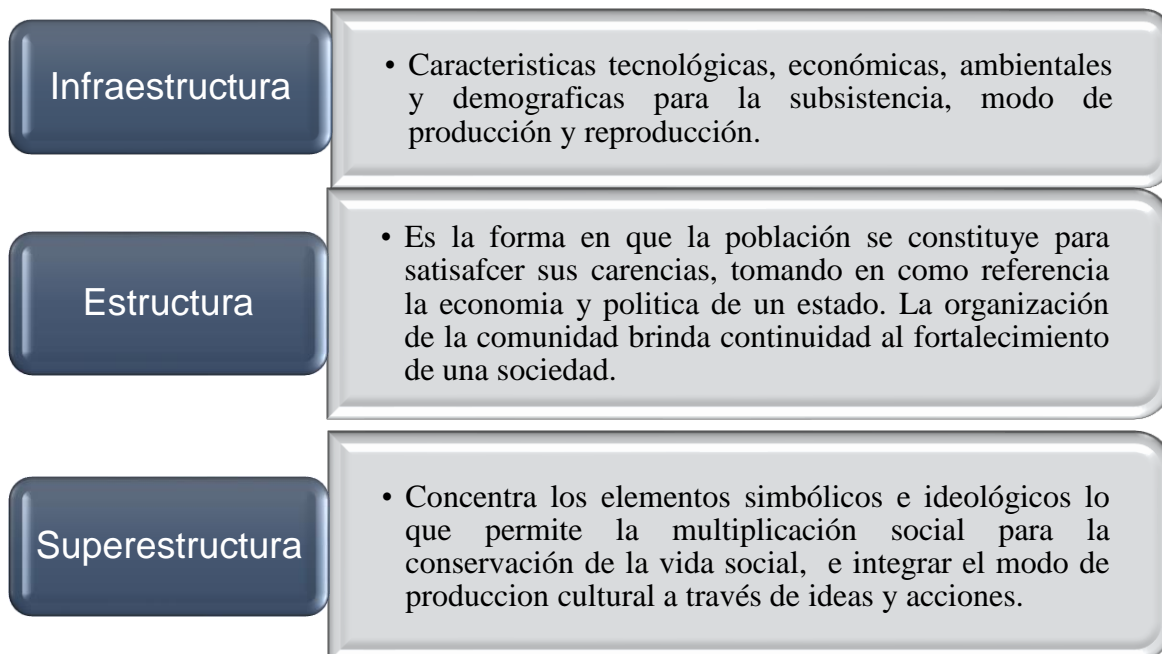 Infraestructura
• Caracteristicas tecnológicas, económicas, ambientales
y demograficas para la subsistencia, modo de
producción y reproducción.
Estructura
• Es la forma en que la población se constituye para
satisafcer sus carencias, tomando en como referencia
la economia y politica de un estado. La organización
de la comunidad brinda continuidad al fortalecimiento
de una sociedad.
Superestructura
• Concentra los elementos simbólicos e ideológicos lo
que permite la multiplicación social para la
conservación de la vida social, e integrar el modo de
produccion cultural a través de ideas y acciones.